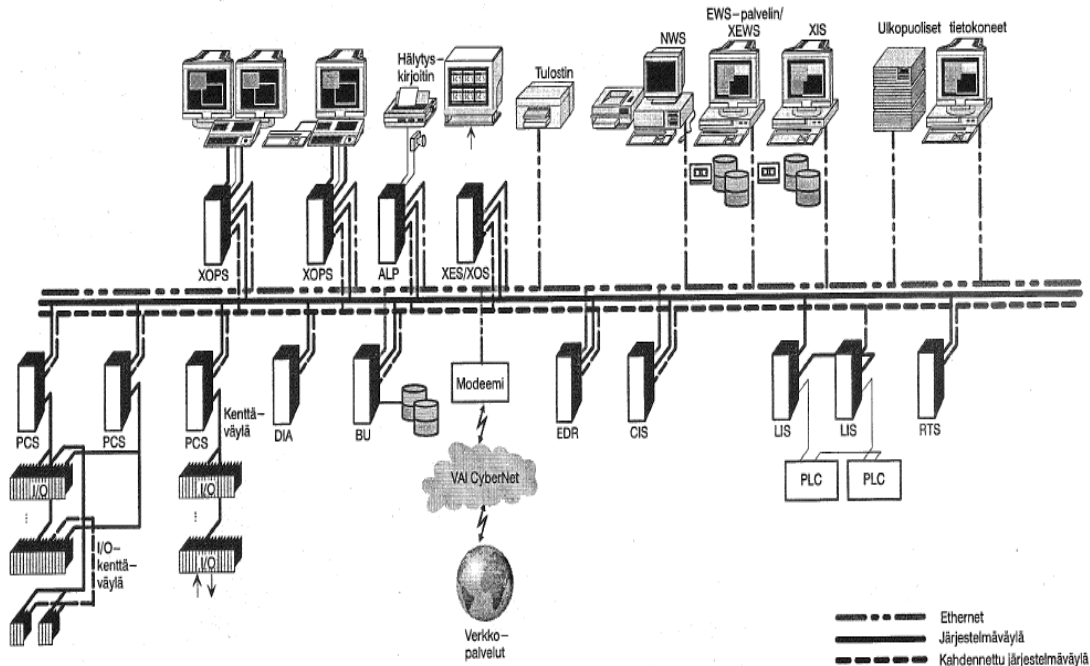 EWS-palvelin/
XEWS
NWS
XIS
Ulkopuoliset tietokoneet
Hälytys-
kirjoitin
Tulostin
XOPS
XOPS
ALP
XES/XOS
PCS
PCS
PCS
Kenttä-
väylä
DIA
BU
Modeemi
EDR
CIS
LIS
LIS
RTS
PLC
PLC
I/O
I/O
I/O
I/O-
kenttä-
väylä
VAI CyberNet
Verkko-
palvelut
Ethernet
Järjestelmäväylä
Kahdennettu järjestelmäväylä